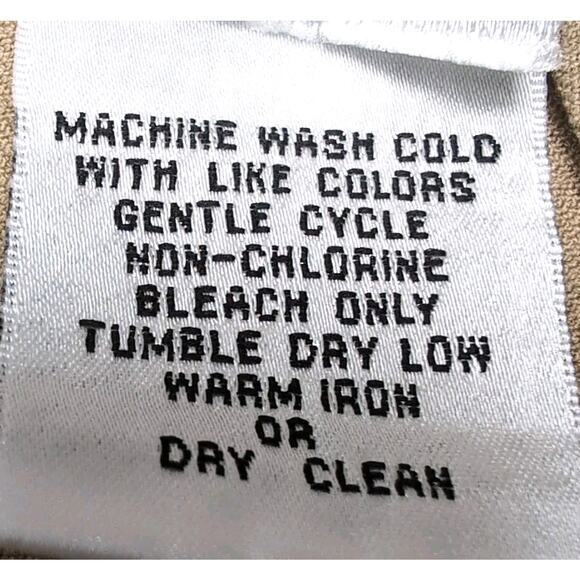 MACHINE WASH COLD
WITH LIKE COLORS
GENTLE CYCLE
NON-CHLORINE
BLEACH ONLY
TUMBLE DRY LOW
WARM IRON
OR
DRY CLEAN